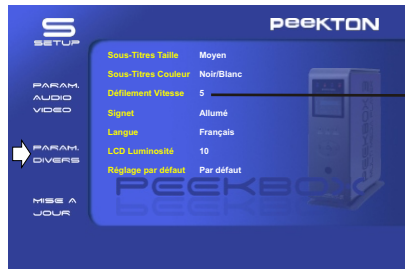 S
SETUP
PEEKTON
PARAM.
AUDIO
VIDEO
PARAM.
DIVERS
MISE A
JOUR
Sous-Titres Taille Moyen
Sous-Titres Couleur Noir/Blanc
Défilement Vitesse 5
Signet Allumé
Langue Français
LCD Luminosité 10
Réglage par défaut Par défaut
PEEKBOX